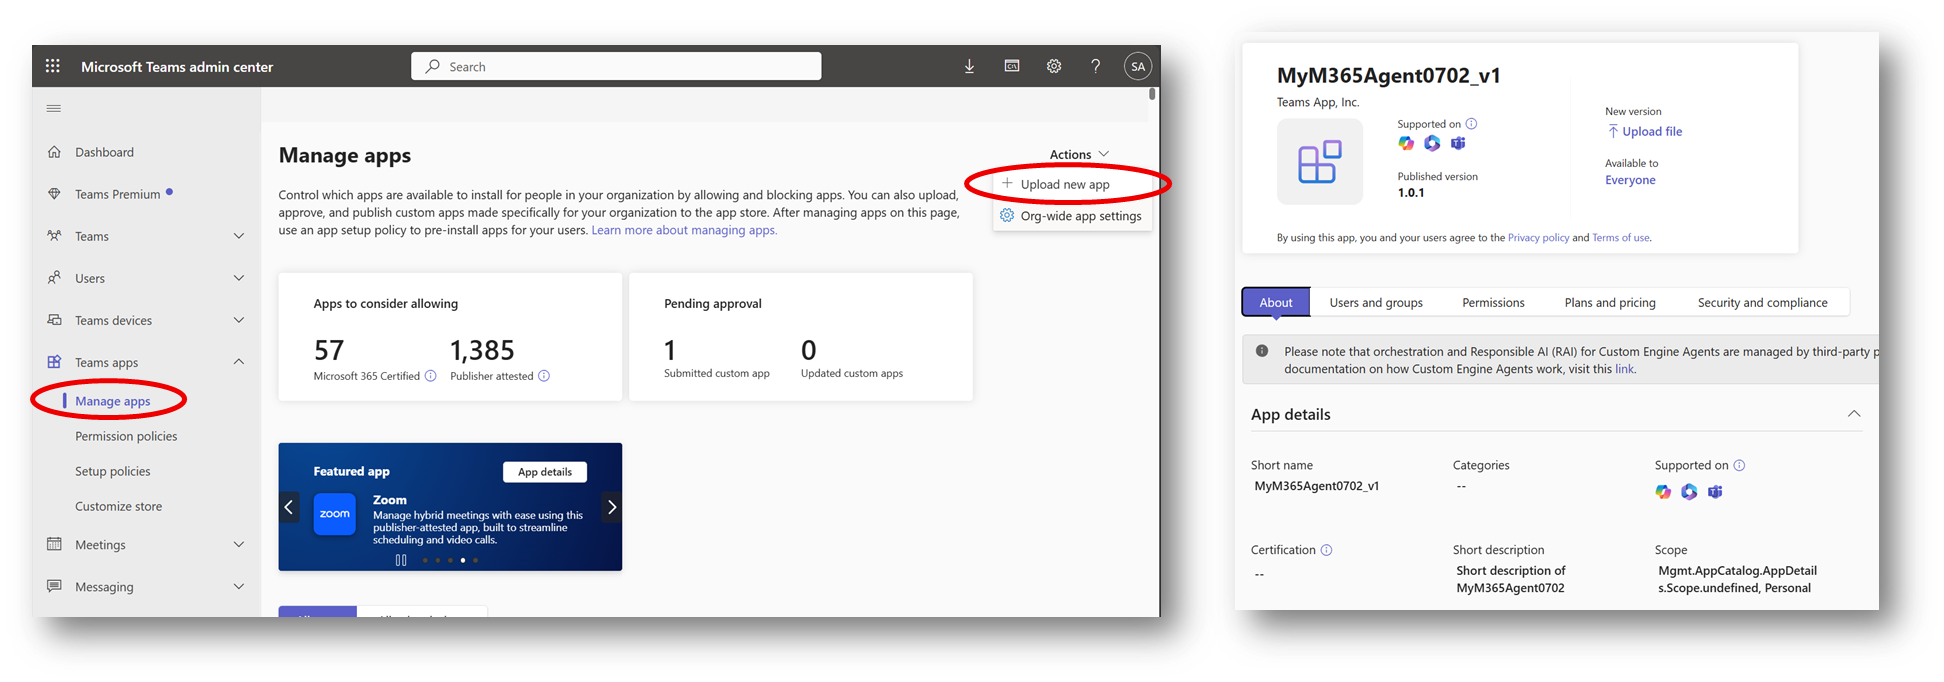 Microsoft Teams admin center
Search
SA
Dashboard
Teams Premium
Teams
Users
Teams devices
Teams apps
Manage apps
Permission policies
Setup policies
Customize store
Meetings
Messaging
Manage apps
Actions
Upload new app
Org-wide app settings
Control which apps are available to install for people in your organization by allowing and blocking apps. You can also upload,
approve, and publish custom apps made specifically for your organization to the app store. After managing apps on this page,
use an app setup policy to pre-install apps for your users. Learn more about managing apps.
Apps to consider allowing
57
1,385
Microsoft 365 Certified
Publisher attested
Pending approval
1
0
Submitted custom app
Updated custom apps
Featured app
App details
zoom
Zoom
Manage hybrid meetings with ease using this
publisher-attested app, built to streamline
scheduling and video calls.
MyM365Agent0702_v1
Teams App, Inc.
Supported on
Published version
1.0.1
New version
Upload file
Available to
Everyone
By using this app, you and your users agree to the Privacy policy and Terms of use.
About
Users and groups
Permissions
Plans and pricing
Security and compliance
Please note that orchestration and Responsible AI (RAI) for Custom Engine Agents are managed by third-party p
documentation on how Custom Engine Agents work, visit this link.
App details
Short name
MyM365Agent0702_v1
Categories
--
Supported on
Certification
--
Short description
Short description of
MyM365Agent0702
Scope
Mgmt.AppCatalog.AppDetail
s.Scope.undefined, Personal